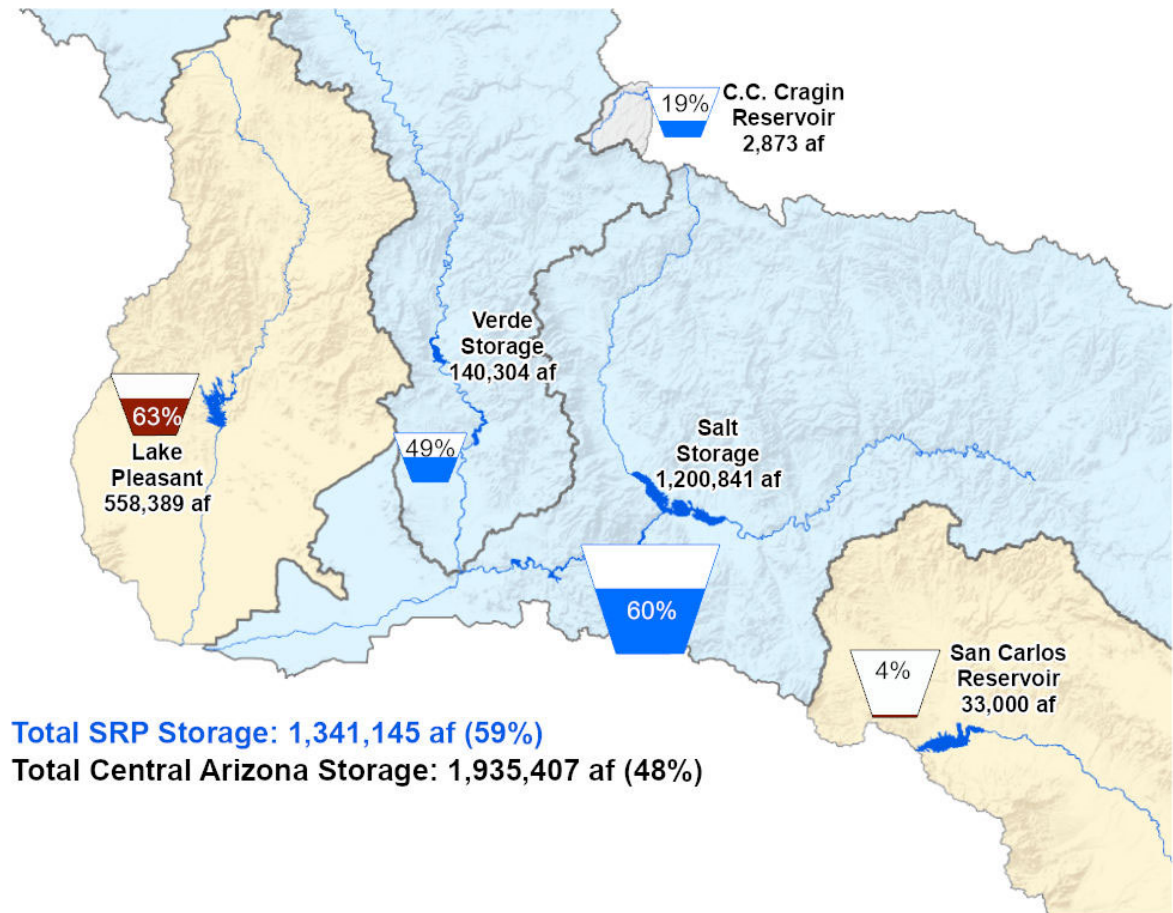 19%
C.C. Cragin
Reservoir
2,873 af
Verde
Storage
140,304 af
63%
Lake
Pleasant
558,389 af
49%
Salt
Storage
1,200,841 af
60%
4%
San Carlos
Reservoir
33,000 af
Total SRP Storage: 1,341,145 af (59%)
Total Central Arizona Storage: 1,935,407 af (48%)